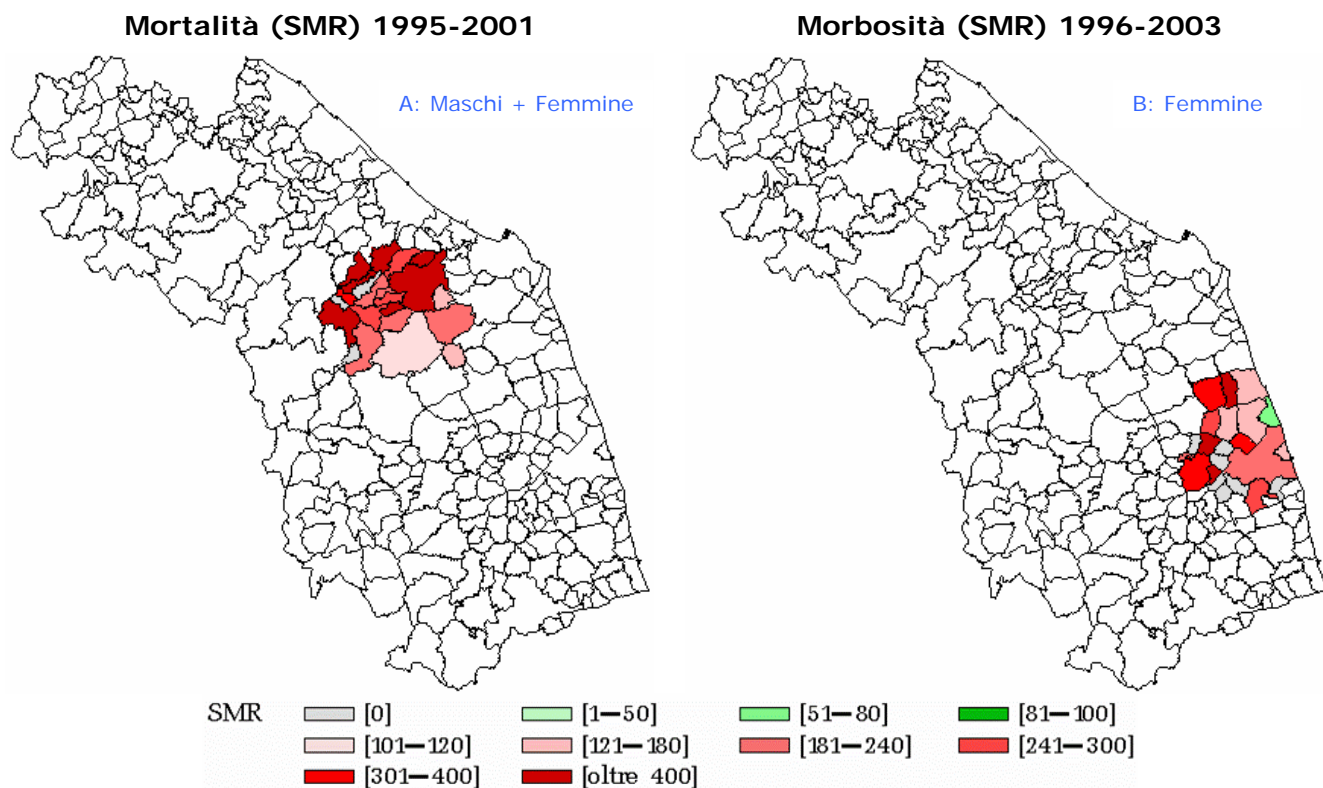 Mortalità (SMR) 1995-2001
Morbosità (SMR) 1996-2003
A: Maschi + Femmine
B: Femmine
SMR [0] [1—50] [51—80] [81—100]
[101—120] [121—180] [181—240] [241—300]
[301—400] [oltre 400]